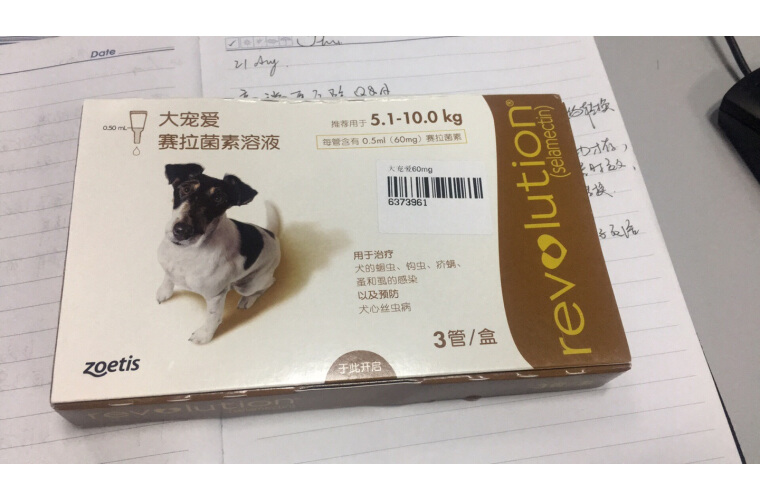 Date
21 Aug.
0.50 mL
大宠爱
赛拉菌素溶液
推荐用于 5.1-10.0 kg
每管含有 0.5ml (60mg) 赛拉菌素
大宠爱60mg
6373961
用于治疗
犬的蛔虫、钩虫、疥螨、
蚤和虱的感染
以及预防
犬心丝虫病
3管/盒
revolution®
(selamectin)
zoetis
于此开启
revolution